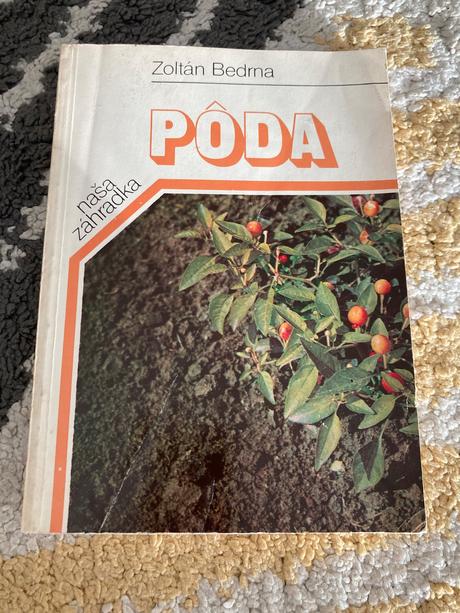 Zoltán Bedrna
PÔDA
naša
záhradka